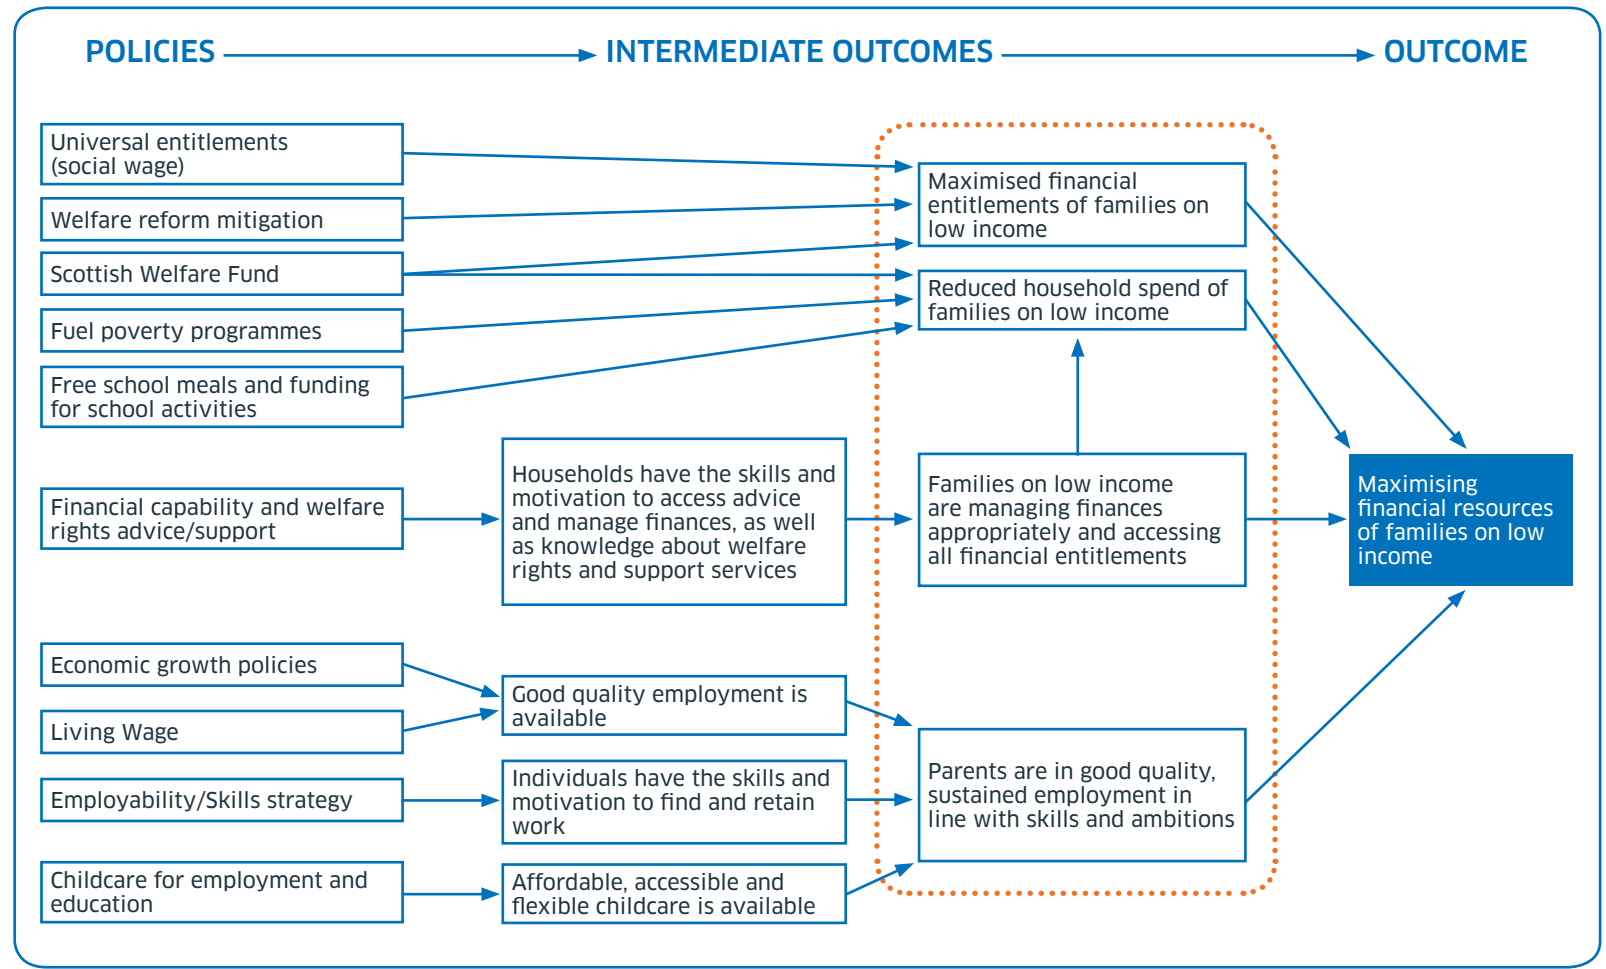 POLICIES
INTERMEDIATE OUTCOMES
OUTCOME
Universal entitlements
(social wage)
Welfare reform mitigation
Scottish Welfare Fund
Fuel poverty programmes
Free school meals and funding
for school activities
Financial capability and welfare
rights advice/support
Economic growth policies
Living Wage
Employability/Skills strategy
Childcare for employment and
education
Households have the skills and
motivation to access advice
and manage finances, as well
as knowledge about welfare
rights and support services
Good quality employment is
available
Individuals have the skills and
motivation to find and retain
work
Affordable, accessible and
flexible childcare is available
Maximised financial
entitlements of families on
low income
Reduced household spend of
families on low income
Families on low income
are managing finances
appropriately and accessing
all financial entitlements
Parents are in good quality,
sustained employment in
line with skills and ambitions
Maximising
financial resources
of families on low
income